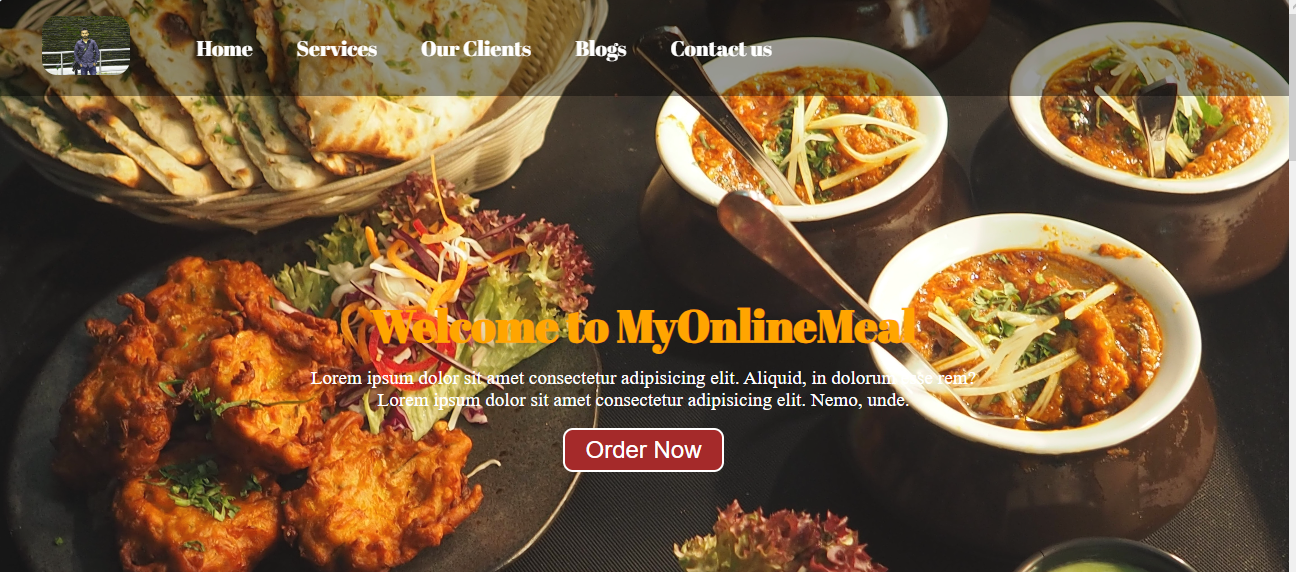 Home Services Our Clients Blogs Contact us
Welcome to MyOnlineMeal
Lorem ipsum dolor sit amet consectetur adipisicing elit. Aliquid, in dolorum esse rem?
Lorem ipsum dolor sit amet consectetur adipisicing elit. Nemo, unde.
Order Now